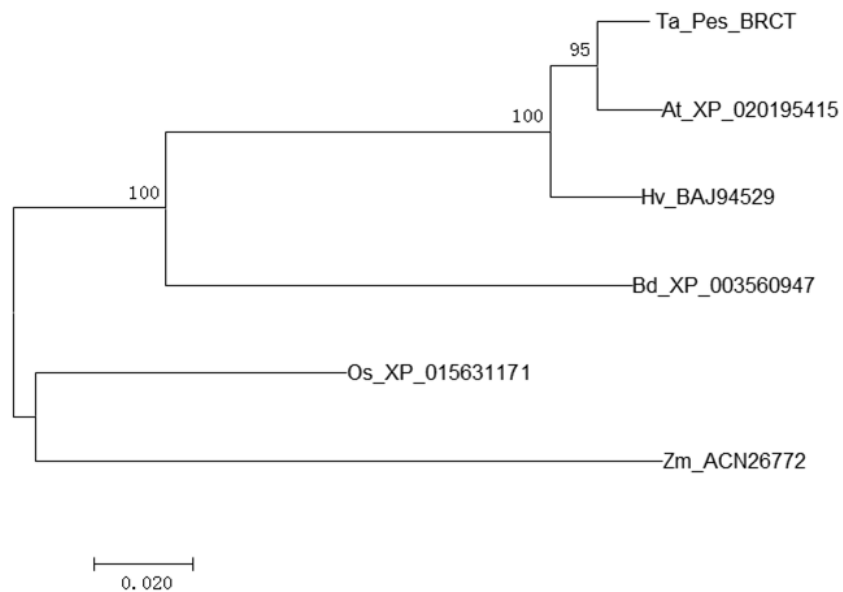 Ta_Pes_BRCT
95
At_XP_020195415
100
Hv_BAJ94529
100
Bd_XP_003560947
Os_XP_015631171
Zm_ACN26772
0.020